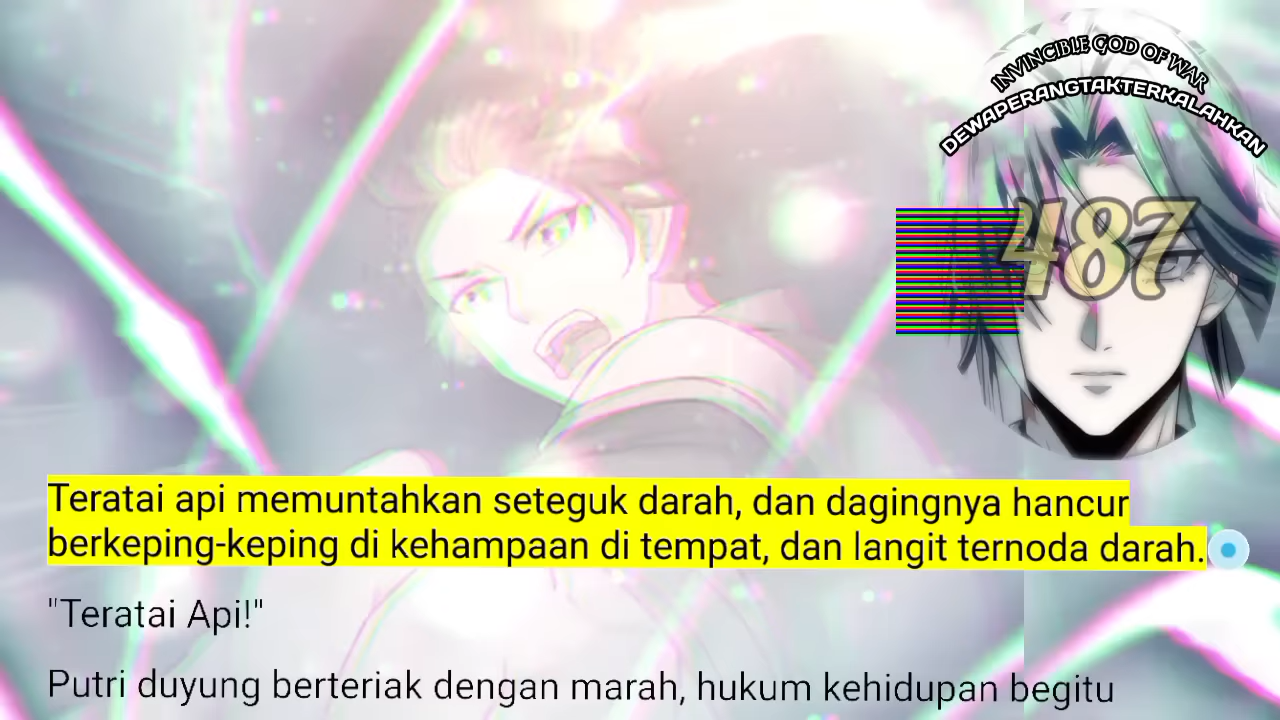 INVINCIBLE GOD OF WAR
DEWAPERANGTAKTERKALAHKAN
487
Teratai api memuntahkan seteguk darah, dan dagingnya hancur
berkeping-keping di kehampaan di tempat, dan langit ternoda darah.
"Teratai Api!"
Putri duyung berteriak dengan marah, hukum kehidupan begitu